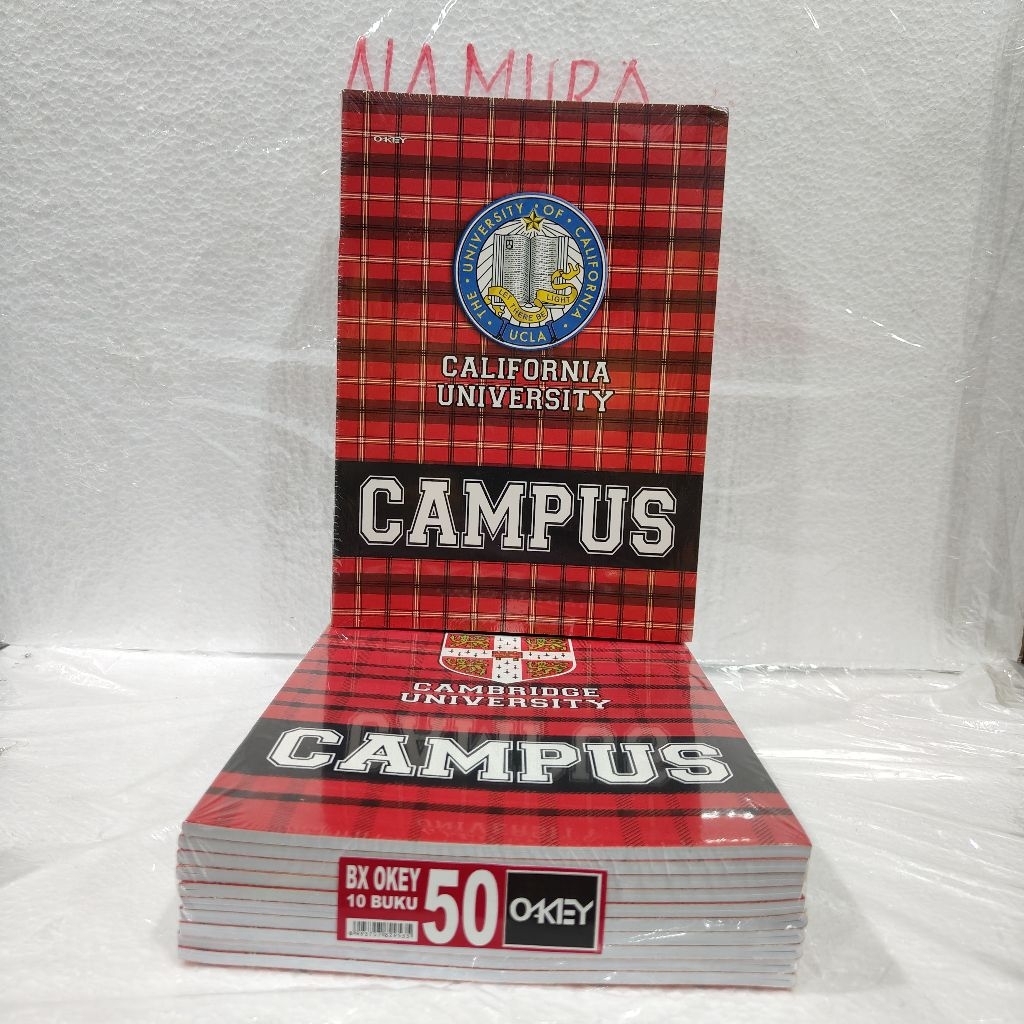 NAMURA
OKEY
THE · UNIVERSITY · OF · CALIFORNIA
LET THERE BE LIGHT
UCLA
CALIFORNIA
UNIVERSITY
CAMPUS
CAMBRIDGE
UNIVERSITY
CAMPUS
BX OKEY
10 BUKU
50
OKEY